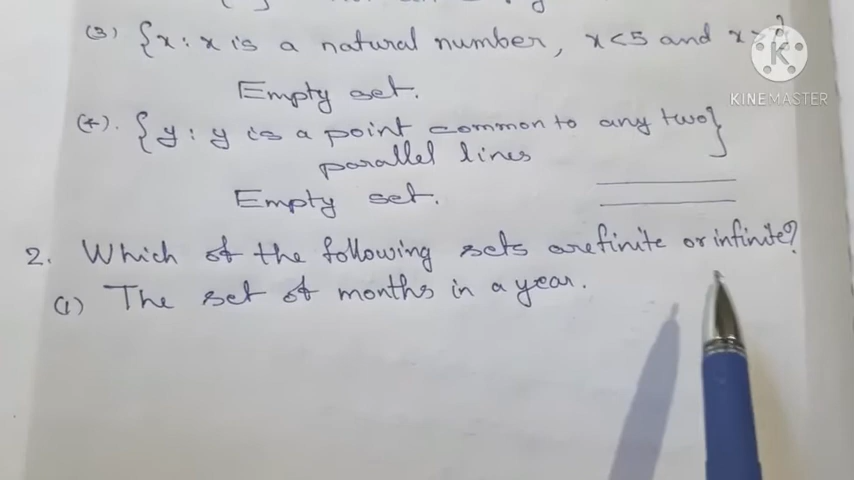 (3) {x : x is a natural number, x<5 and x>
Empty set.
(4). {y : y is a point common to any two}
parallel lines
Empty set.
2. Which of the following sets are finite or infinite?
(1) The set of months in a year.
K
KINEMASTER